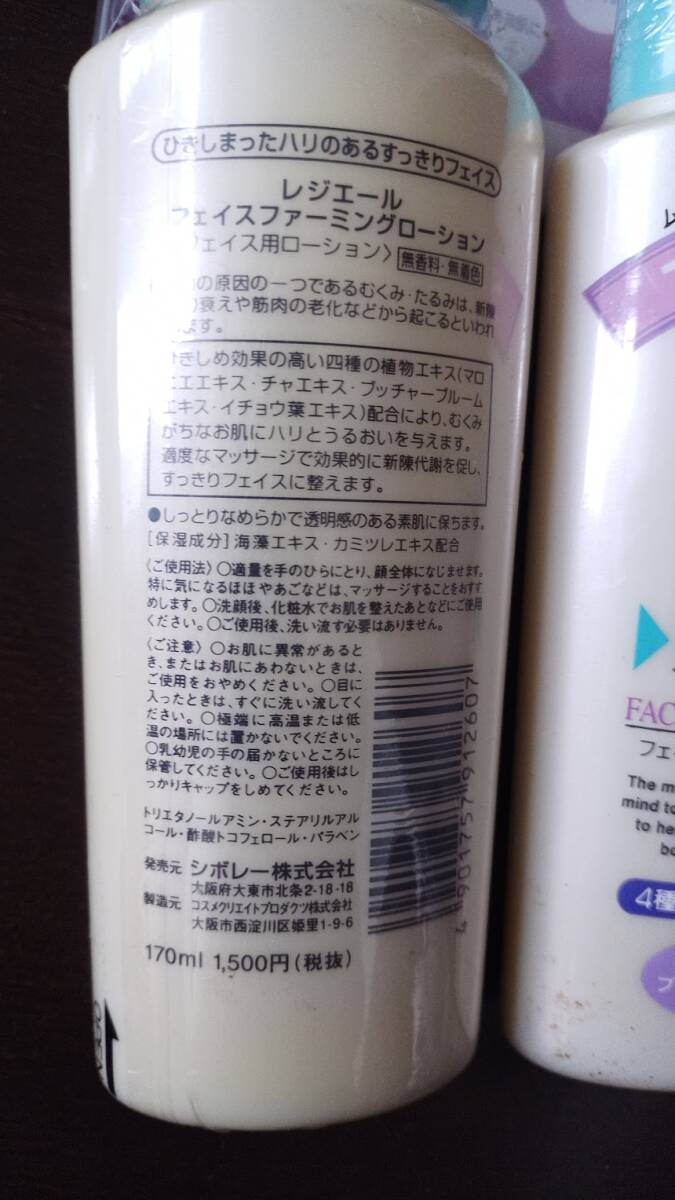 ひきしまったハリのあるすっきりフェイス
レジエール
フェイスファーミングローション
フェイス用ローション〉 無香料・無着色
の原因の一つであるむくみ・たるみは、新陳
の衰えや筋肉の老化などから起こるといわれ
ます。
ひきしめ効果の高い四種の植物エキス(マロ
ニエエキス・チャエキス・ブッチャーブルーム
エキス・イチョウ葉エキス)配合により、むくみ
がちなお肌にハリとうるおいを与えます。
適度なマッサージで効果的に新陳代謝を促し、
すっきりフェイスに整えます。
●しっとりなめらかで透明感のある素肌に保ちます。
[保湿成分]海藻エキス・カミツレエキス配合
〈ご使用法〉○適量を手のひらにとり、顔全体になじませます。
特に気になるほほやあごなどは、マッサージすることをおすす
めします。○洗顔後、化粧水でお肌を整えたあとなどにご使用
ください。○ご使用後、洗い流す必要はありません。
〈ご注意〉○お肌に異常があると
き、またはお肌にあわないときは、
ご使用をおやめください。○目に
入ったときは、すぐに洗い流してく
ださい。○極端に高温または低
温の場所には置かないでください。
○乳幼児の手の届かないところに
保管してください。○ご使用後はし
っかりキャップをしめてください。
トリエタノールアミン・ステアリルアル
コール・酢酸トコフェロール・パラベン
発売元 シボレー株式会社
大阪府大東市北条2-18-18
製造元 コスメクリエイトプロダクツ株式会社
大阪市西淀川区姫里1-9-6
170ml 1,500円(税抜)
4901757912607
FAC
フェイ
The m
mind to
to he
bo
4種